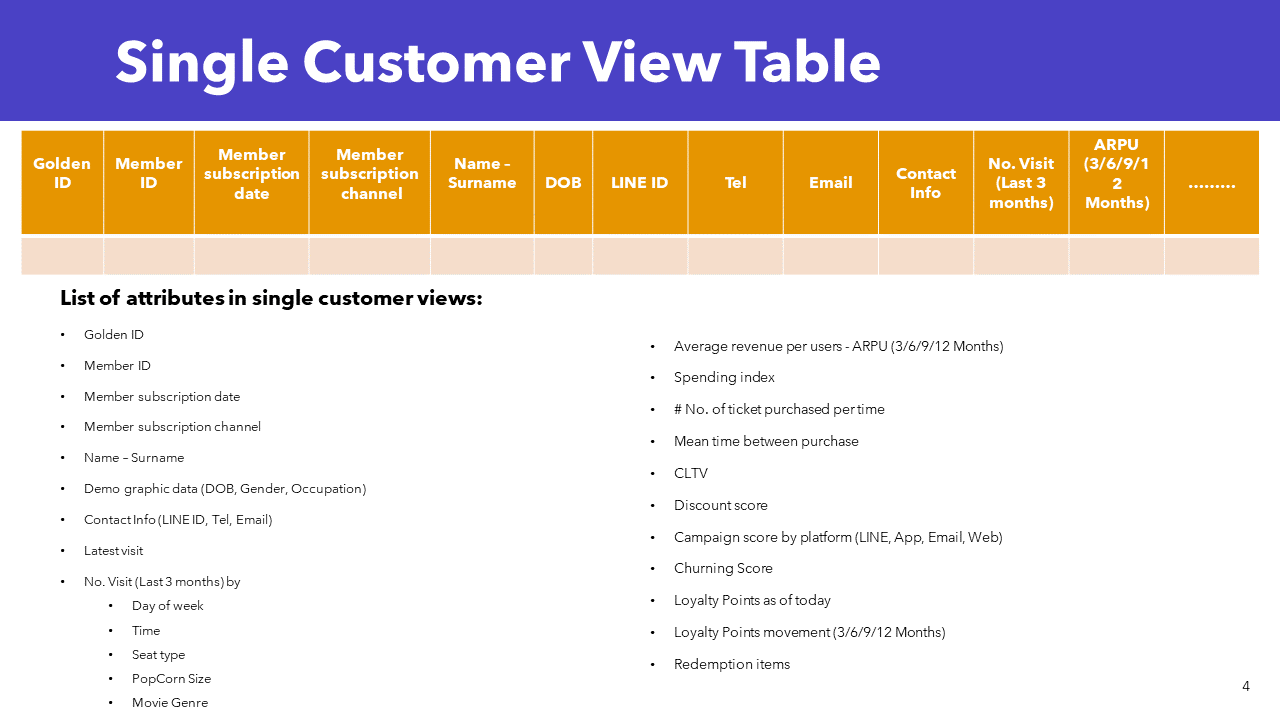 Single Customer View Table
Golden
ID
Member
ID
Member
subscription
date
Member
subscription
channel
Name –
Surname
DOB
LINE ID
Tel
Email
Contact
Info
No. Visit
(Last 3
months)
ARPU
(3/6/9/1
2
Months)
………
List of attributes in single customer views:
• Golden ID
• Member ID
• Member subscription date
• Member subscription channel
• Name – Surname
• Demo graphic data (DOB, Gender, Occupation)
• Contact Info (LINE ID, Tel, Email)
• Latest visit
• No. Visit (Last 3 months) by
• Day of week
• Time
• Seat type
• PopCorn Size
• Movie Genre
• Average revenue per users - ARPU (3/6/9/12 Months)
• Spending index
• # No. of ticket purchased per time
• Mean time between purchase
• CLTV
• Discount score
• Campaign score by platform (LINE, App, Email, Web)
• Churning Score
• Loyalty Points as of today
• Loyalty Points movement (3/6/9/12 Months)
• Redemption items
4